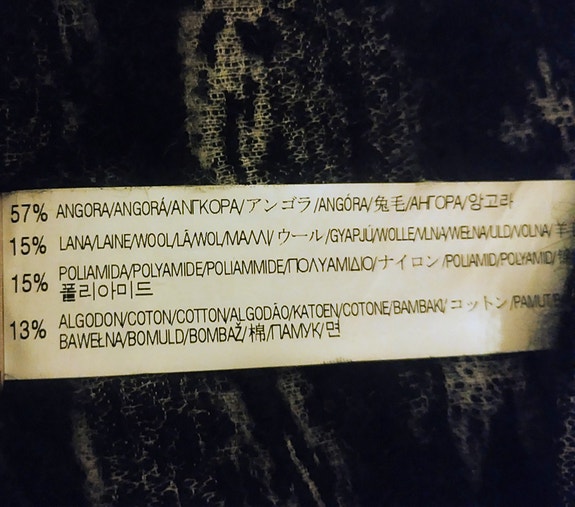 57% ANGORA/ANGORÁ/ΑΝΓΚΟΡΑ/アンゴラ/ANGÓRA/兔毛/АНГОРА/앙고라
15% LANA/LAINE/WOOL/LÃ/WOL/ΜΑΛΛΙ/ウール/GYAPJÚ/WOLLE/VLNA/WEŁNA/ULD/VOLNA/羊
15% POLIAMIDA/POLYAMIDE/POLIAMMIDE/ΠΟΛΥΑΜΙΔΙΟ/ナイロン/POLIAMID/POLYAMID/
폴리아미드
13% ALGODON/COTON/COTTON/ALGODÃO/KATOEN/COTONE/BAMBAKI/コットン/PAMUT
BAWEŁNA/BOMULD/BOMBAŽ/棉/ПАМУК/면